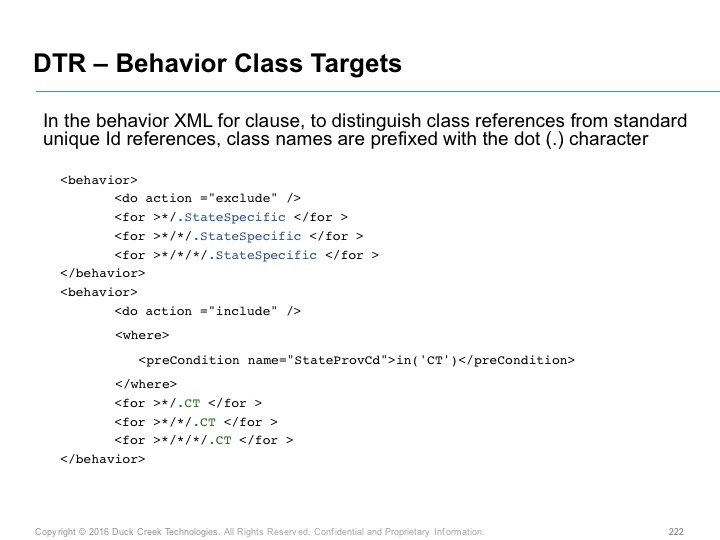 DTR – Behavior Class Targets
In the behavior XML for clause, to distinguish class references from standard
unique Id references, class names are prefixed with the dot (.) character
<behavior>
<do action ="exclude" />
<for >*/.StateSpecific </for >
<for >*/*/.StateSpecific </for >
<for >*/*/*/.StateSpecific </for >
</behavior>
<behavior>
<do action ="include" />
<where>
<preCondition name="StateProvCd">in('CT')</preCondition>
</where>
<for >*/.CT </for >
<for >*/*/.CT </for >
<for >*/*/*/.CT </for >
</behavior>
Copyright © 2016 Duck Creek Technologies. All Rights Reserved. Confidential and Proprietary Information.
222